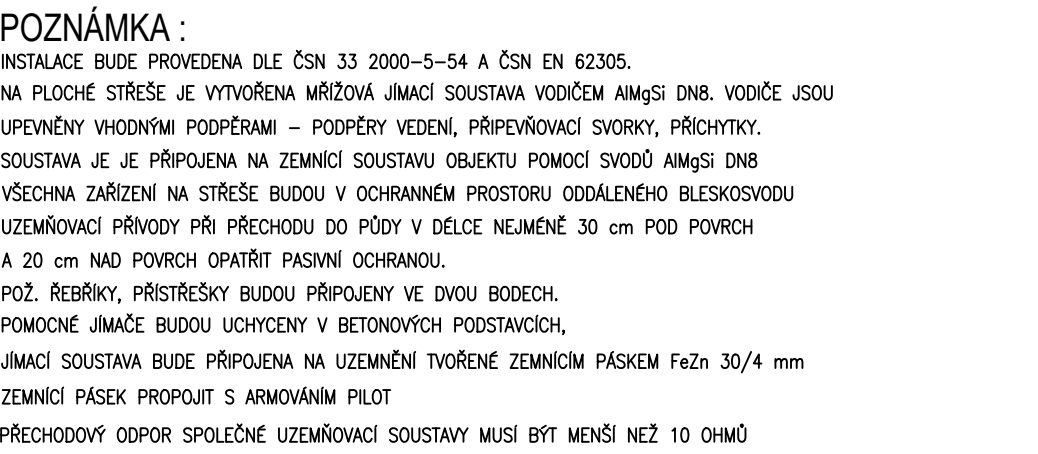 POZNÁMKA :
INSTALACE BUDE PROVEDENA DLE ČSN 33 2000-5-54 A ČSN EN 62305.
NA PLOCHÉ STŘEŠE JE VYTVOŘENA MŘÍŽOVÁ JÍMACÍ SOUSTAVA VODIČEM AlMgSi DN8. VODIČE JSOU
UPEVNĚNY VHODNÝMI PODPĚRAMI – PODPĚRY VEDENÍ, PŘIPEVŇOVACÍ SVORKY, PŘÍCHYTKY.
SOUSTAVA JE JE PŘIPOJENA NA ZEMNÍCÍ SOUSTAVU OBJEKTU POMOCÍ SVODŮ AlMgSi DN8
VŠECHNA ZAŘÍZENÍ NA STŘEŠE BUDOU V OCHRANNÉM PROSTORU ODDÁLENÉHO BLESKOSVODU
UZEMŇOVACÍ PŘÍVODY PŘI PŘECHODU DO PŮDY V DÉLCE NEJMÉNĚ 30 cm POD POVRCH
A 20 cm NAD POVRCH OPATŘIT PASIVNÍ OCHRANOU.
POŽ. ŘEBŘÍKY, PŘÍSTŘEŠKY BUDOU PŘIPOJENY VE DVOU BODECH.
POMOCNÉ JÍMAČE BUDOU UCHYCENY V BETONOVÝCH PODSTAVCÍCH,
JÍMACÍ SOUSTAVA BUDE PŘIPOJENA NA UZEMNĚNÍ TVOŘENÉ ZEMNÍCÍM PÁSKEM FeZn 30/4 mm
ZEMNÍCÍ PÁSEK PROPOJIT S ARMOVÁNÍM PILOT
PŘECHODOVÝ ODPOR SPOLEČNÉ UZEMŇOVACÍ SOUSTAVY MUSÍ BÝT MENŠÍ NEŽ 10 OHMŮ